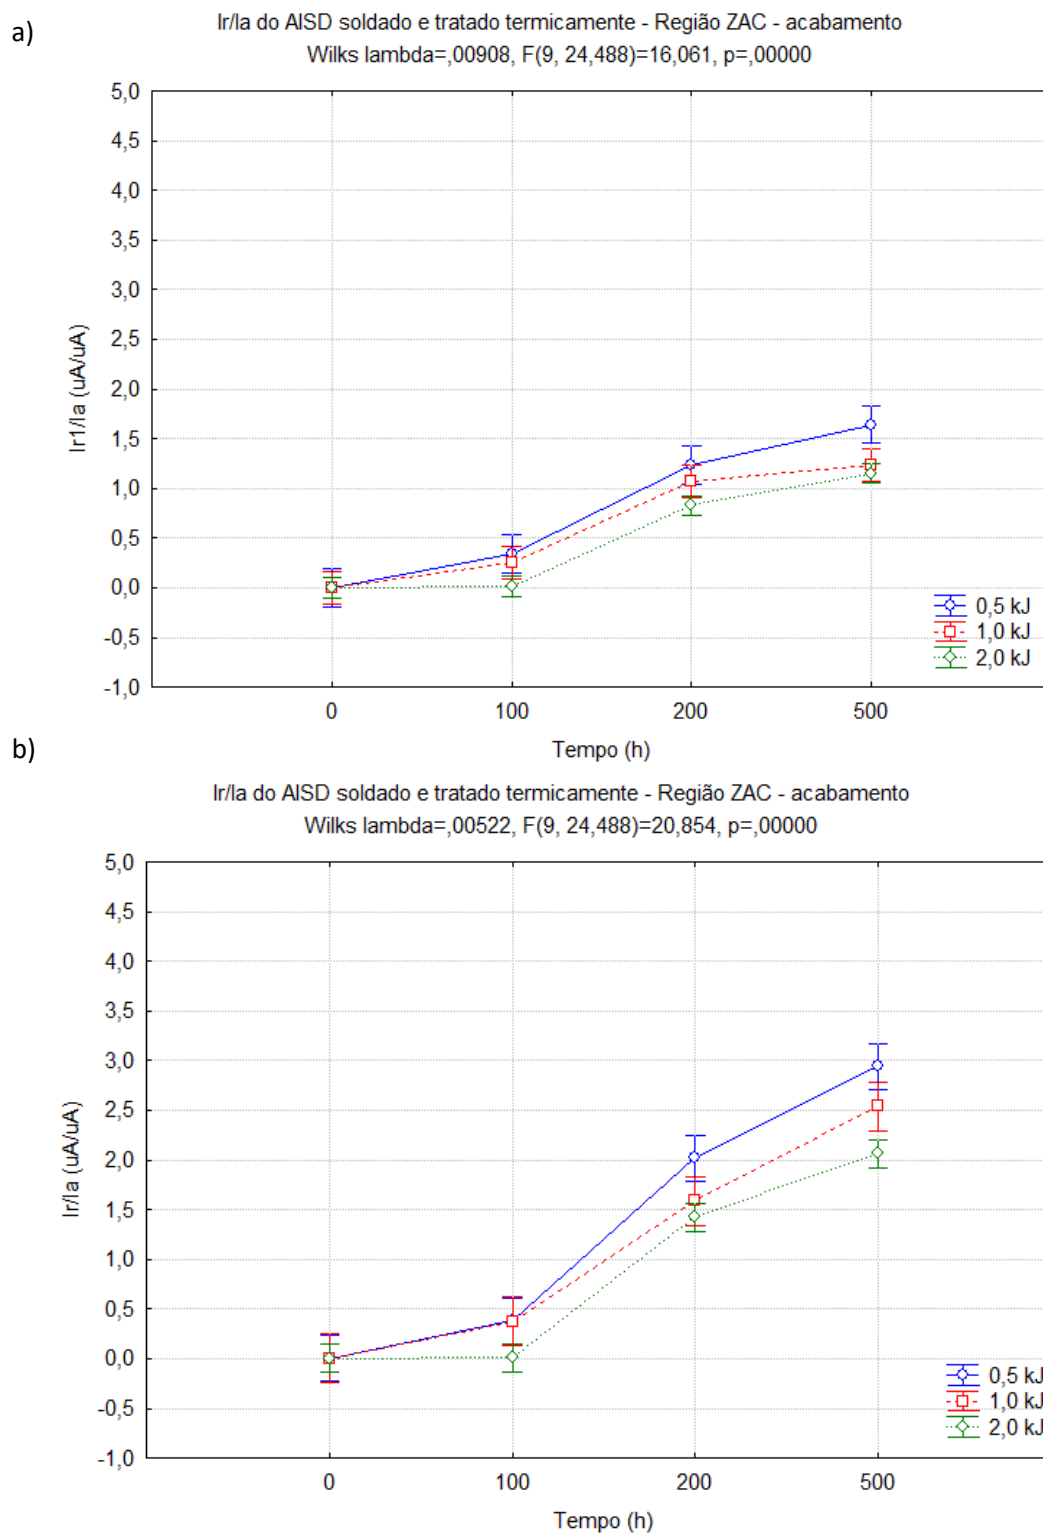 a)
Ir/Ia do AISD soldado e tratado termicamente - Região ZAC - acabamento
Wilks lambda=,00908, F(9, 24,488)=16,061, p=,00000
5,0
4,5
4,0
3,5
3,0
2,5
2,0
1,5
1,0
0,5
0,0
-0,5
-1,0
Ir1/Ia (uA/uA)
0,5 kJ
1,0 kJ
2,0 kJ
0 100 200 500
Tempo (h)
b)
Ir/Ia do AISD soldado e tratado termicamente - Região ZAC - acabamento
Wilks lambda=,00522, F(9, 24,488)=20,854, p=,00000
5,0
4,5
4,0
3,5
3,0
2,5
2,0
1,5
1,0
0,5
0,0
-0,5
-1,0
Ir/Ia (uA/uA)
0,5 kJ
1,0 kJ
2,0 kJ
0 100 200 500
Tempo (h)